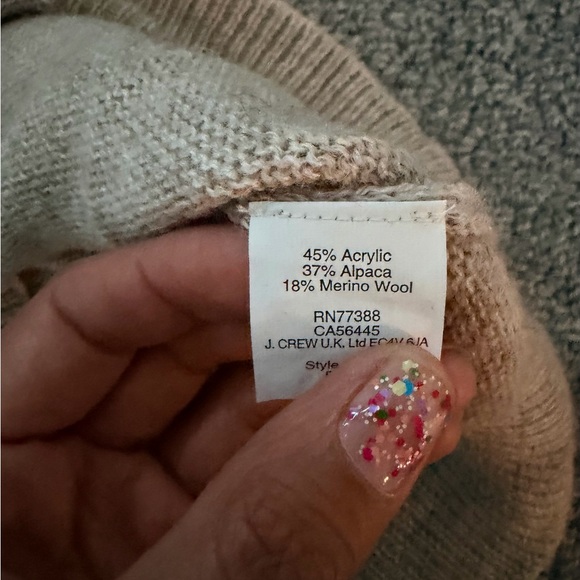 45% Acrylic
37% Alpaca
18% Merino Wool
RN77388
CA56445
J. CREW U.K. Ltd EC4V 6JA
Style